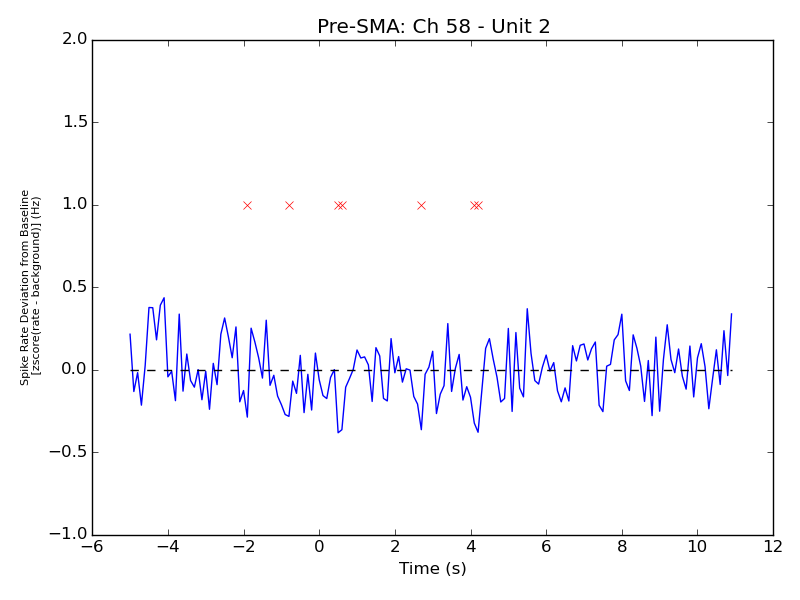 Pre-SMA: Ch 58 - Unit 2
2.0
1.5
1.0
0.5
0.0
−0.5
−1.0
Spike Rate Deviation from Baseline
[zscore(rate - background)] (Hz)
−6 −4 −2 0 2 4 6 8 10 12
Time (s)